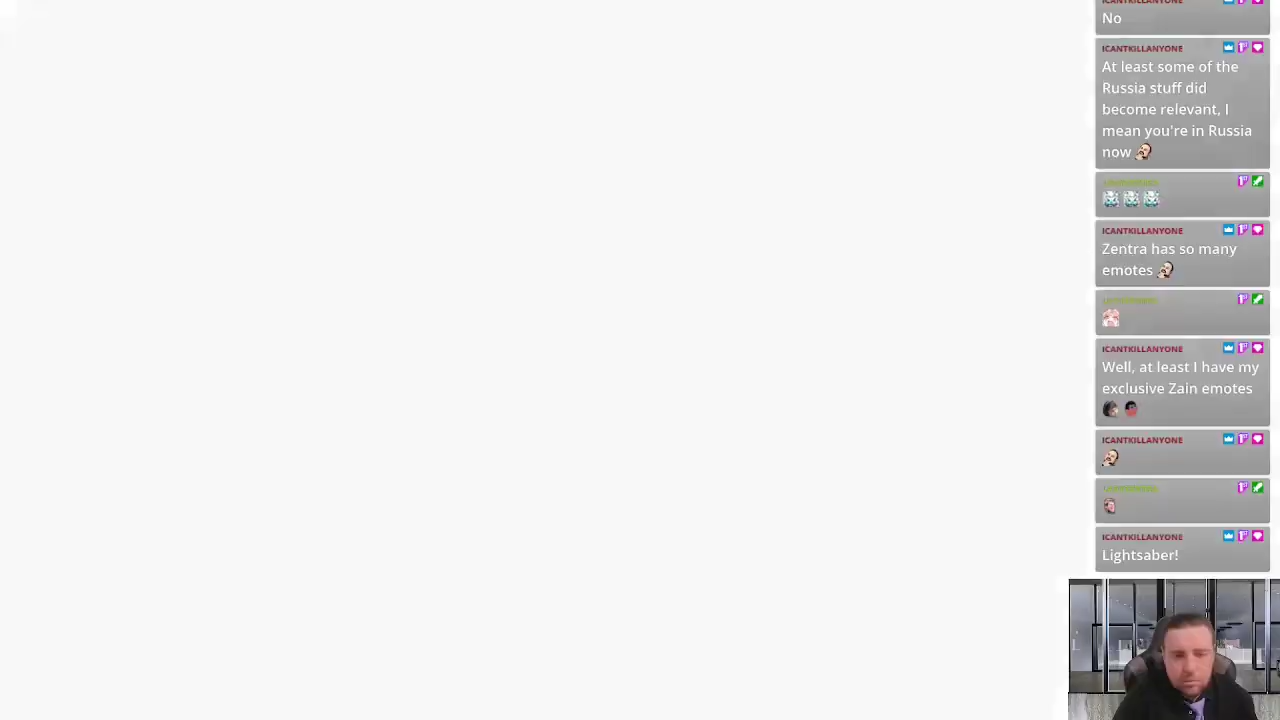 ICANTKILLANYONE
No
ICANTKILLANYONE
At least some of the
Russia stuff did
become relevant, I
mean you're in Russia
now
ICANTKILLANYONE
Zentra has so many
emotes
ICANTKILLANYONE
Well, at least I have my
exclusive Zain emotes
ICANTKILLANYONE
ICANTKILLANYONE
Lightsaber!